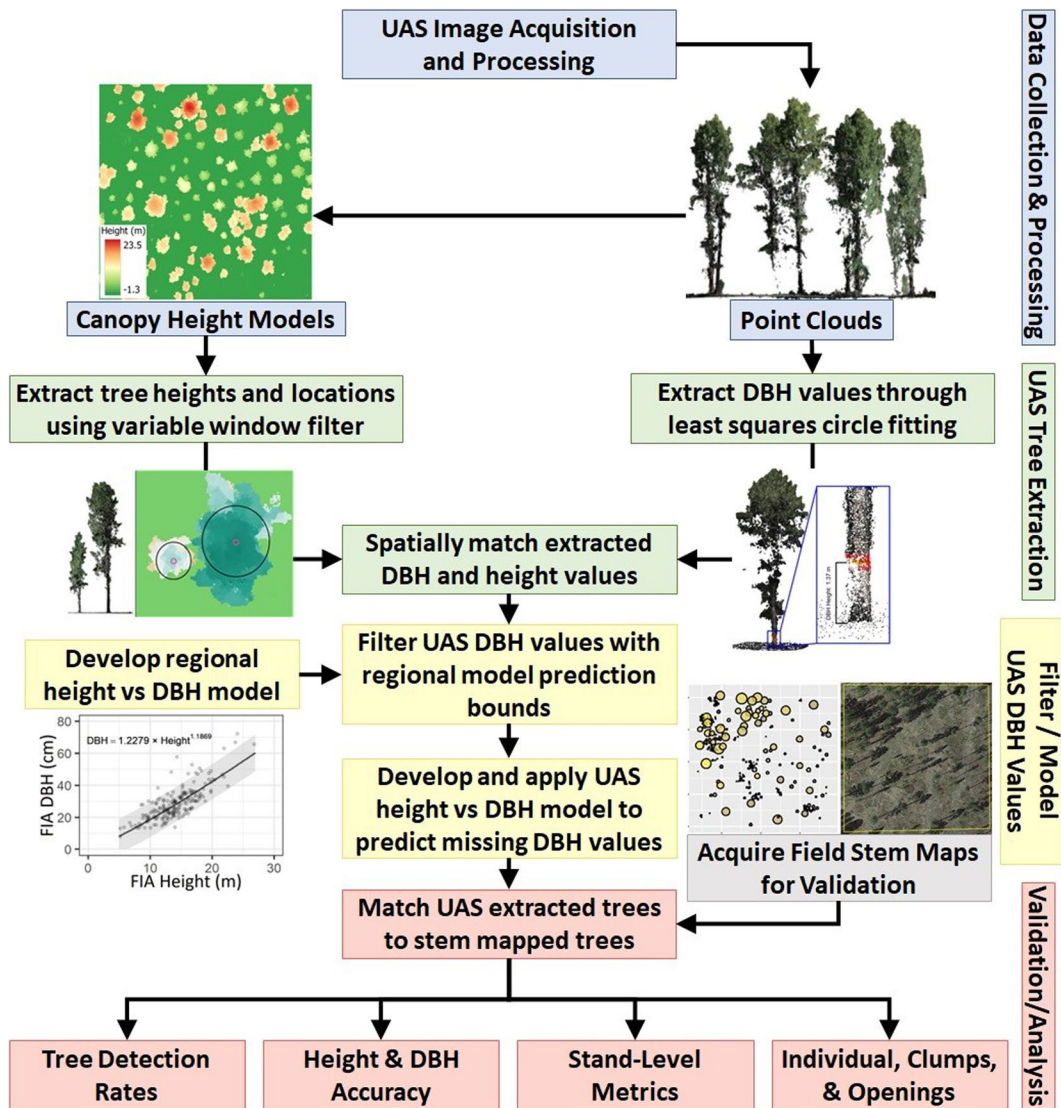 UAS Image Acquisition
and Processing
Data Collection & Processing
Height (m)
23.5
-1.3
Canopy Height Models
Point Clouds
Extract tree heights and locations
using variable window filter
Extract DBH values through
least squares circle fitting
UAS Tree Extraction
Spatially match extracted
DBH and height values
DBH Height: 1.37 m
Develop regional
height vs DBH model
Filter UAS DBH values with
regional model prediction
bounds
Filter / Model
UAS DBH Values
FIA DBH (cm)
80
60
40
20
0
DBH = 1.2279 × Height^1.1869
0
10
20
30
FIA Height (m)
Develop and apply UAS
height vs DBH model to
predict missing DBH values
Acquire Field Stem Maps
for Validation
Match UAS extracted trees
to stem mapped trees
Validation/Analysis
Tree Detection
Rates
Height & DBH
Accuracy
Stand-Level
Metrics
Individual, Clumps,
& Openings